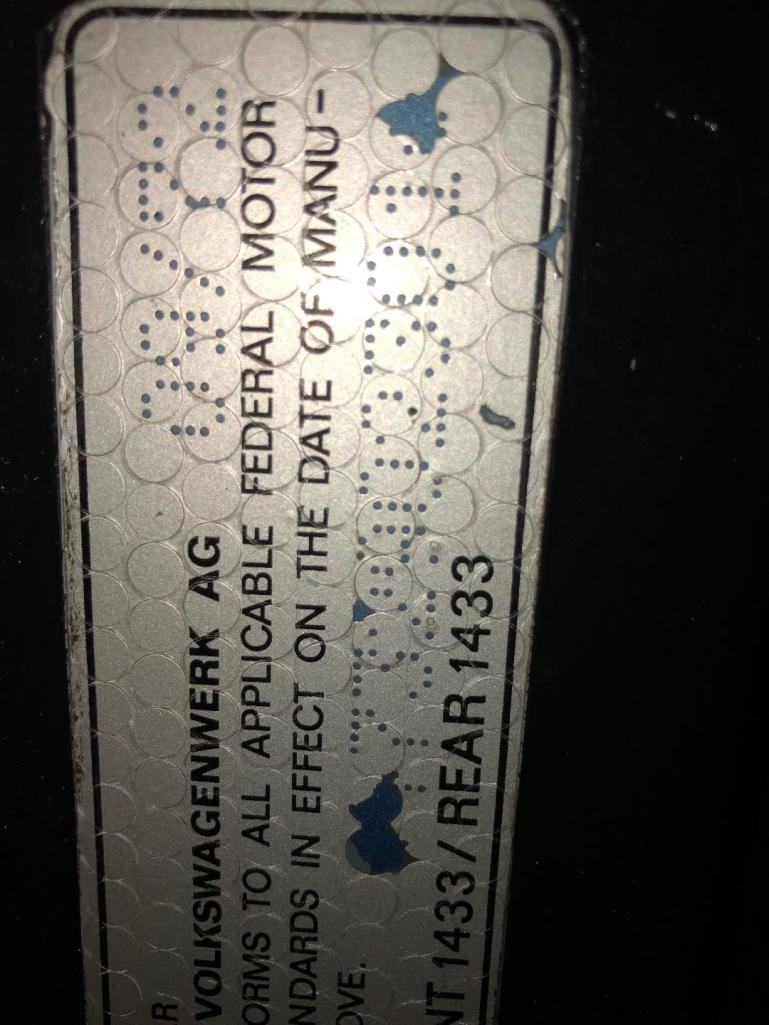 R
VOLKSWAGENWERK AG
ORMS TO ALL APPLICABLE FEDERAL MOTOR
NDARDS IN EFFECT ON THE DATE OF MANU-
OVE.
NT 1433 / REAR 1433